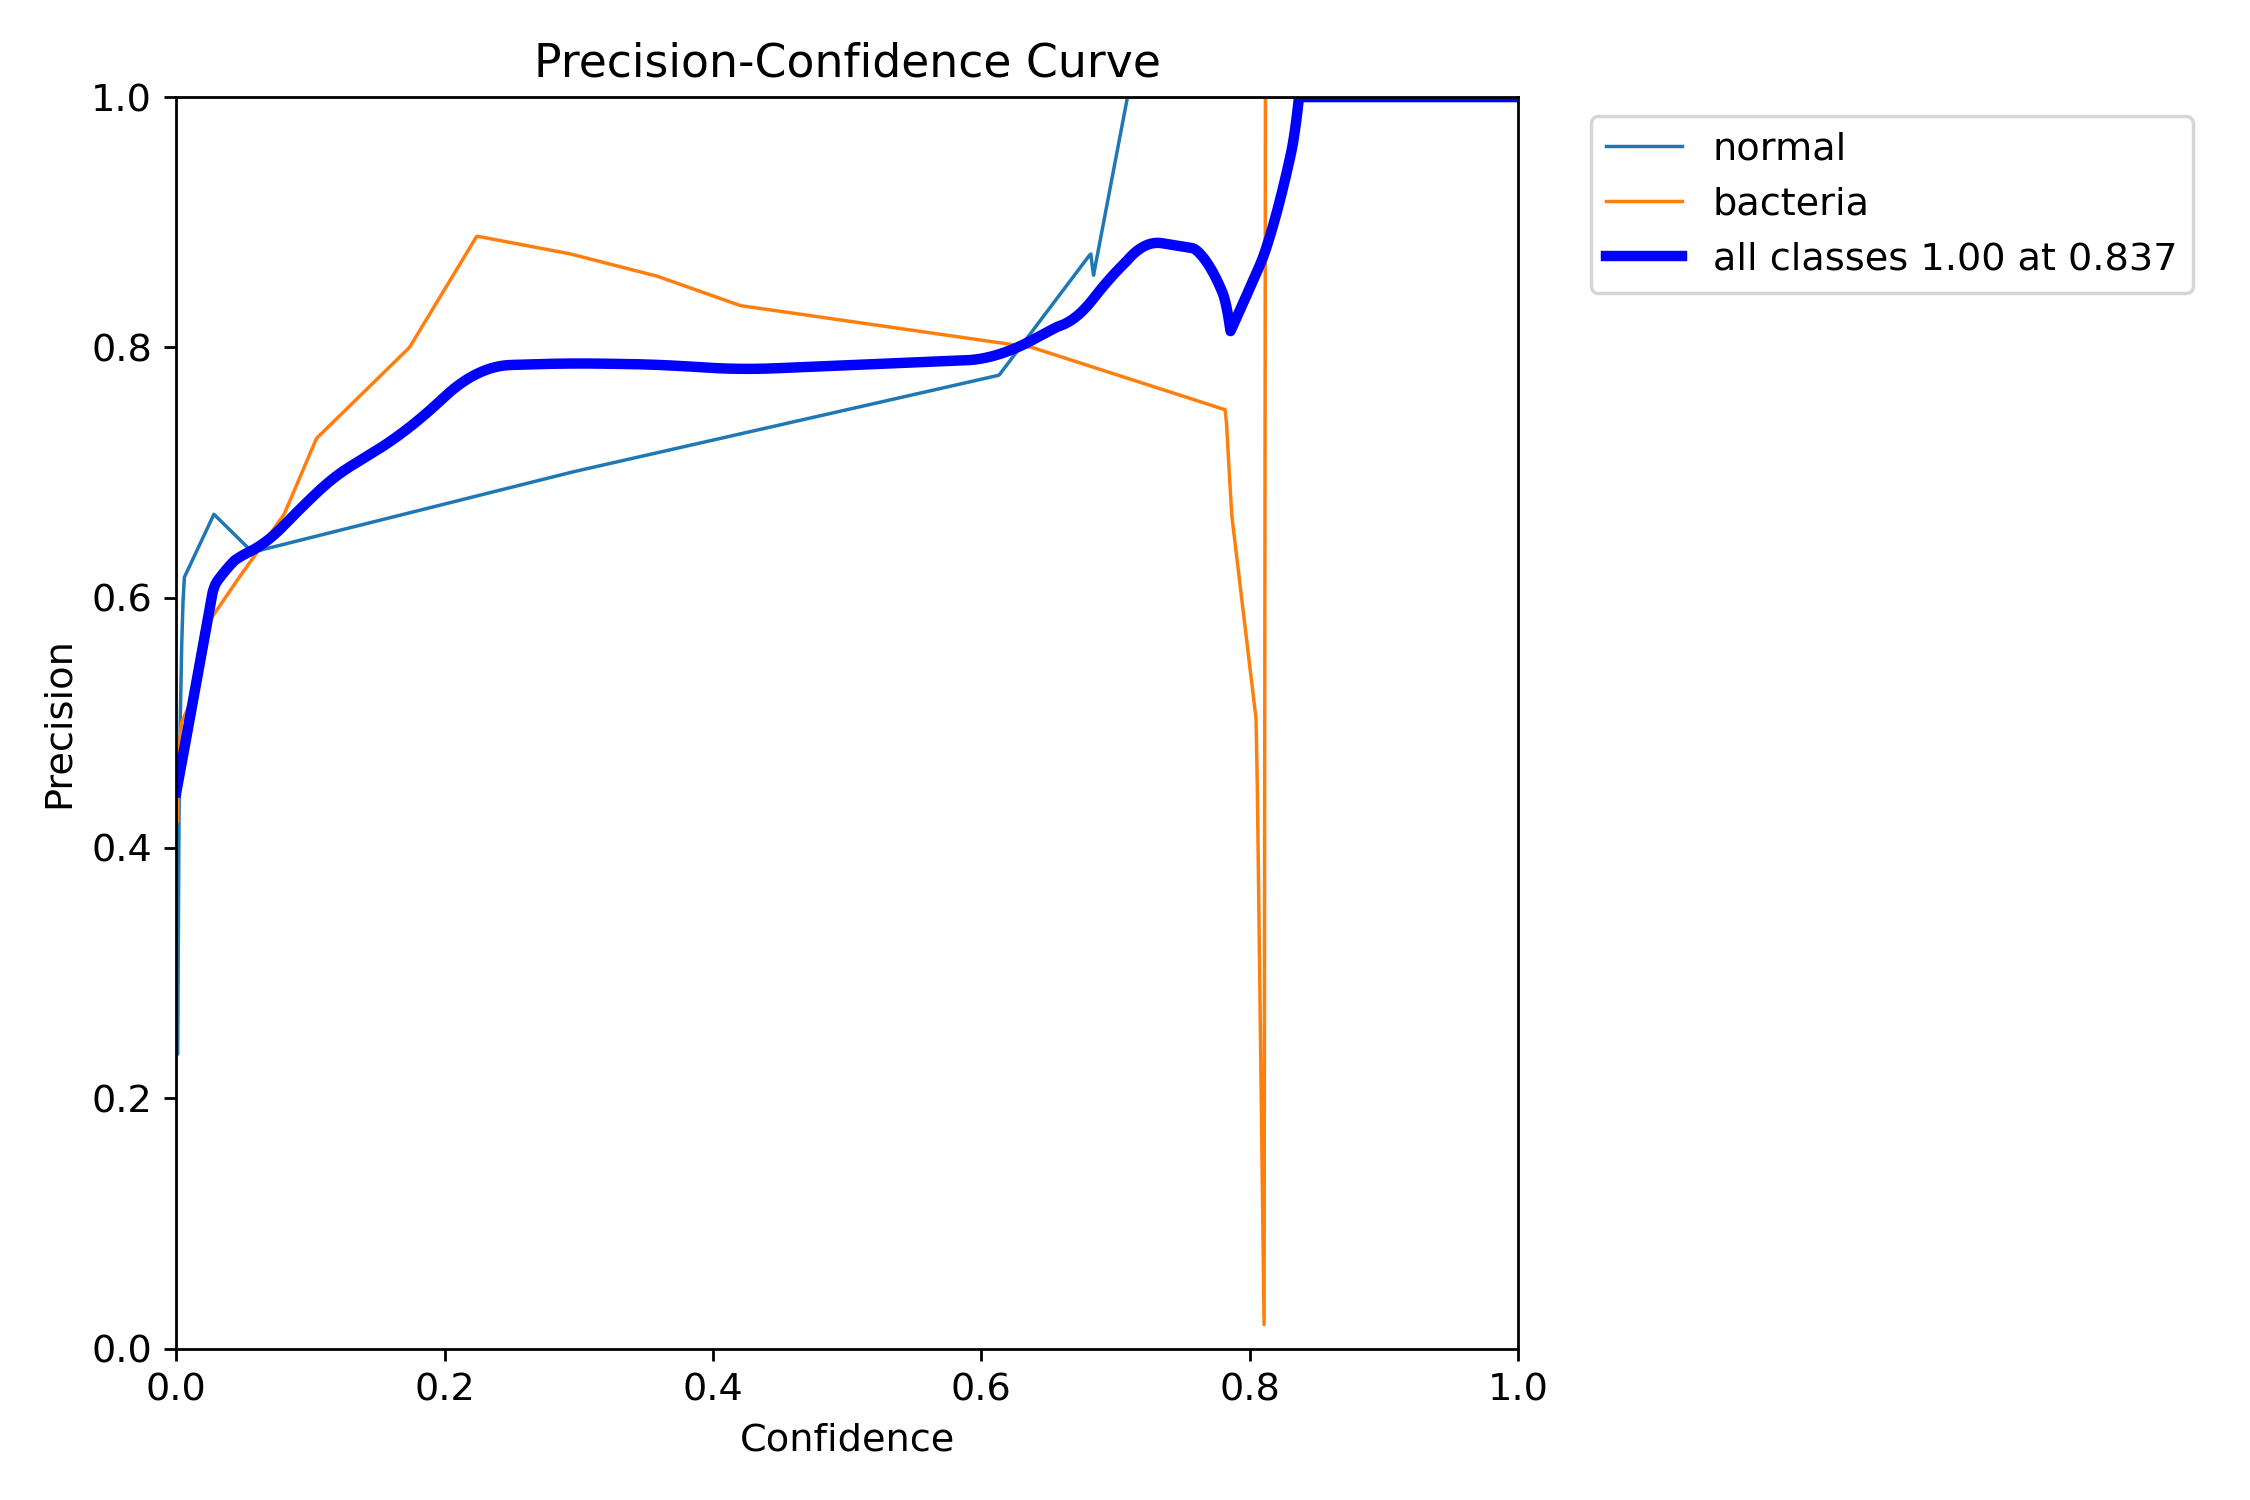 Precision-Confidence Curve
normal
bacteria
all classes 1.00 at 0.837
Precision
1.0
0.8
0.6
0.4
0.2
0.0
0.0 0.2 0.4 0.6 0.8 1.0
Confidence